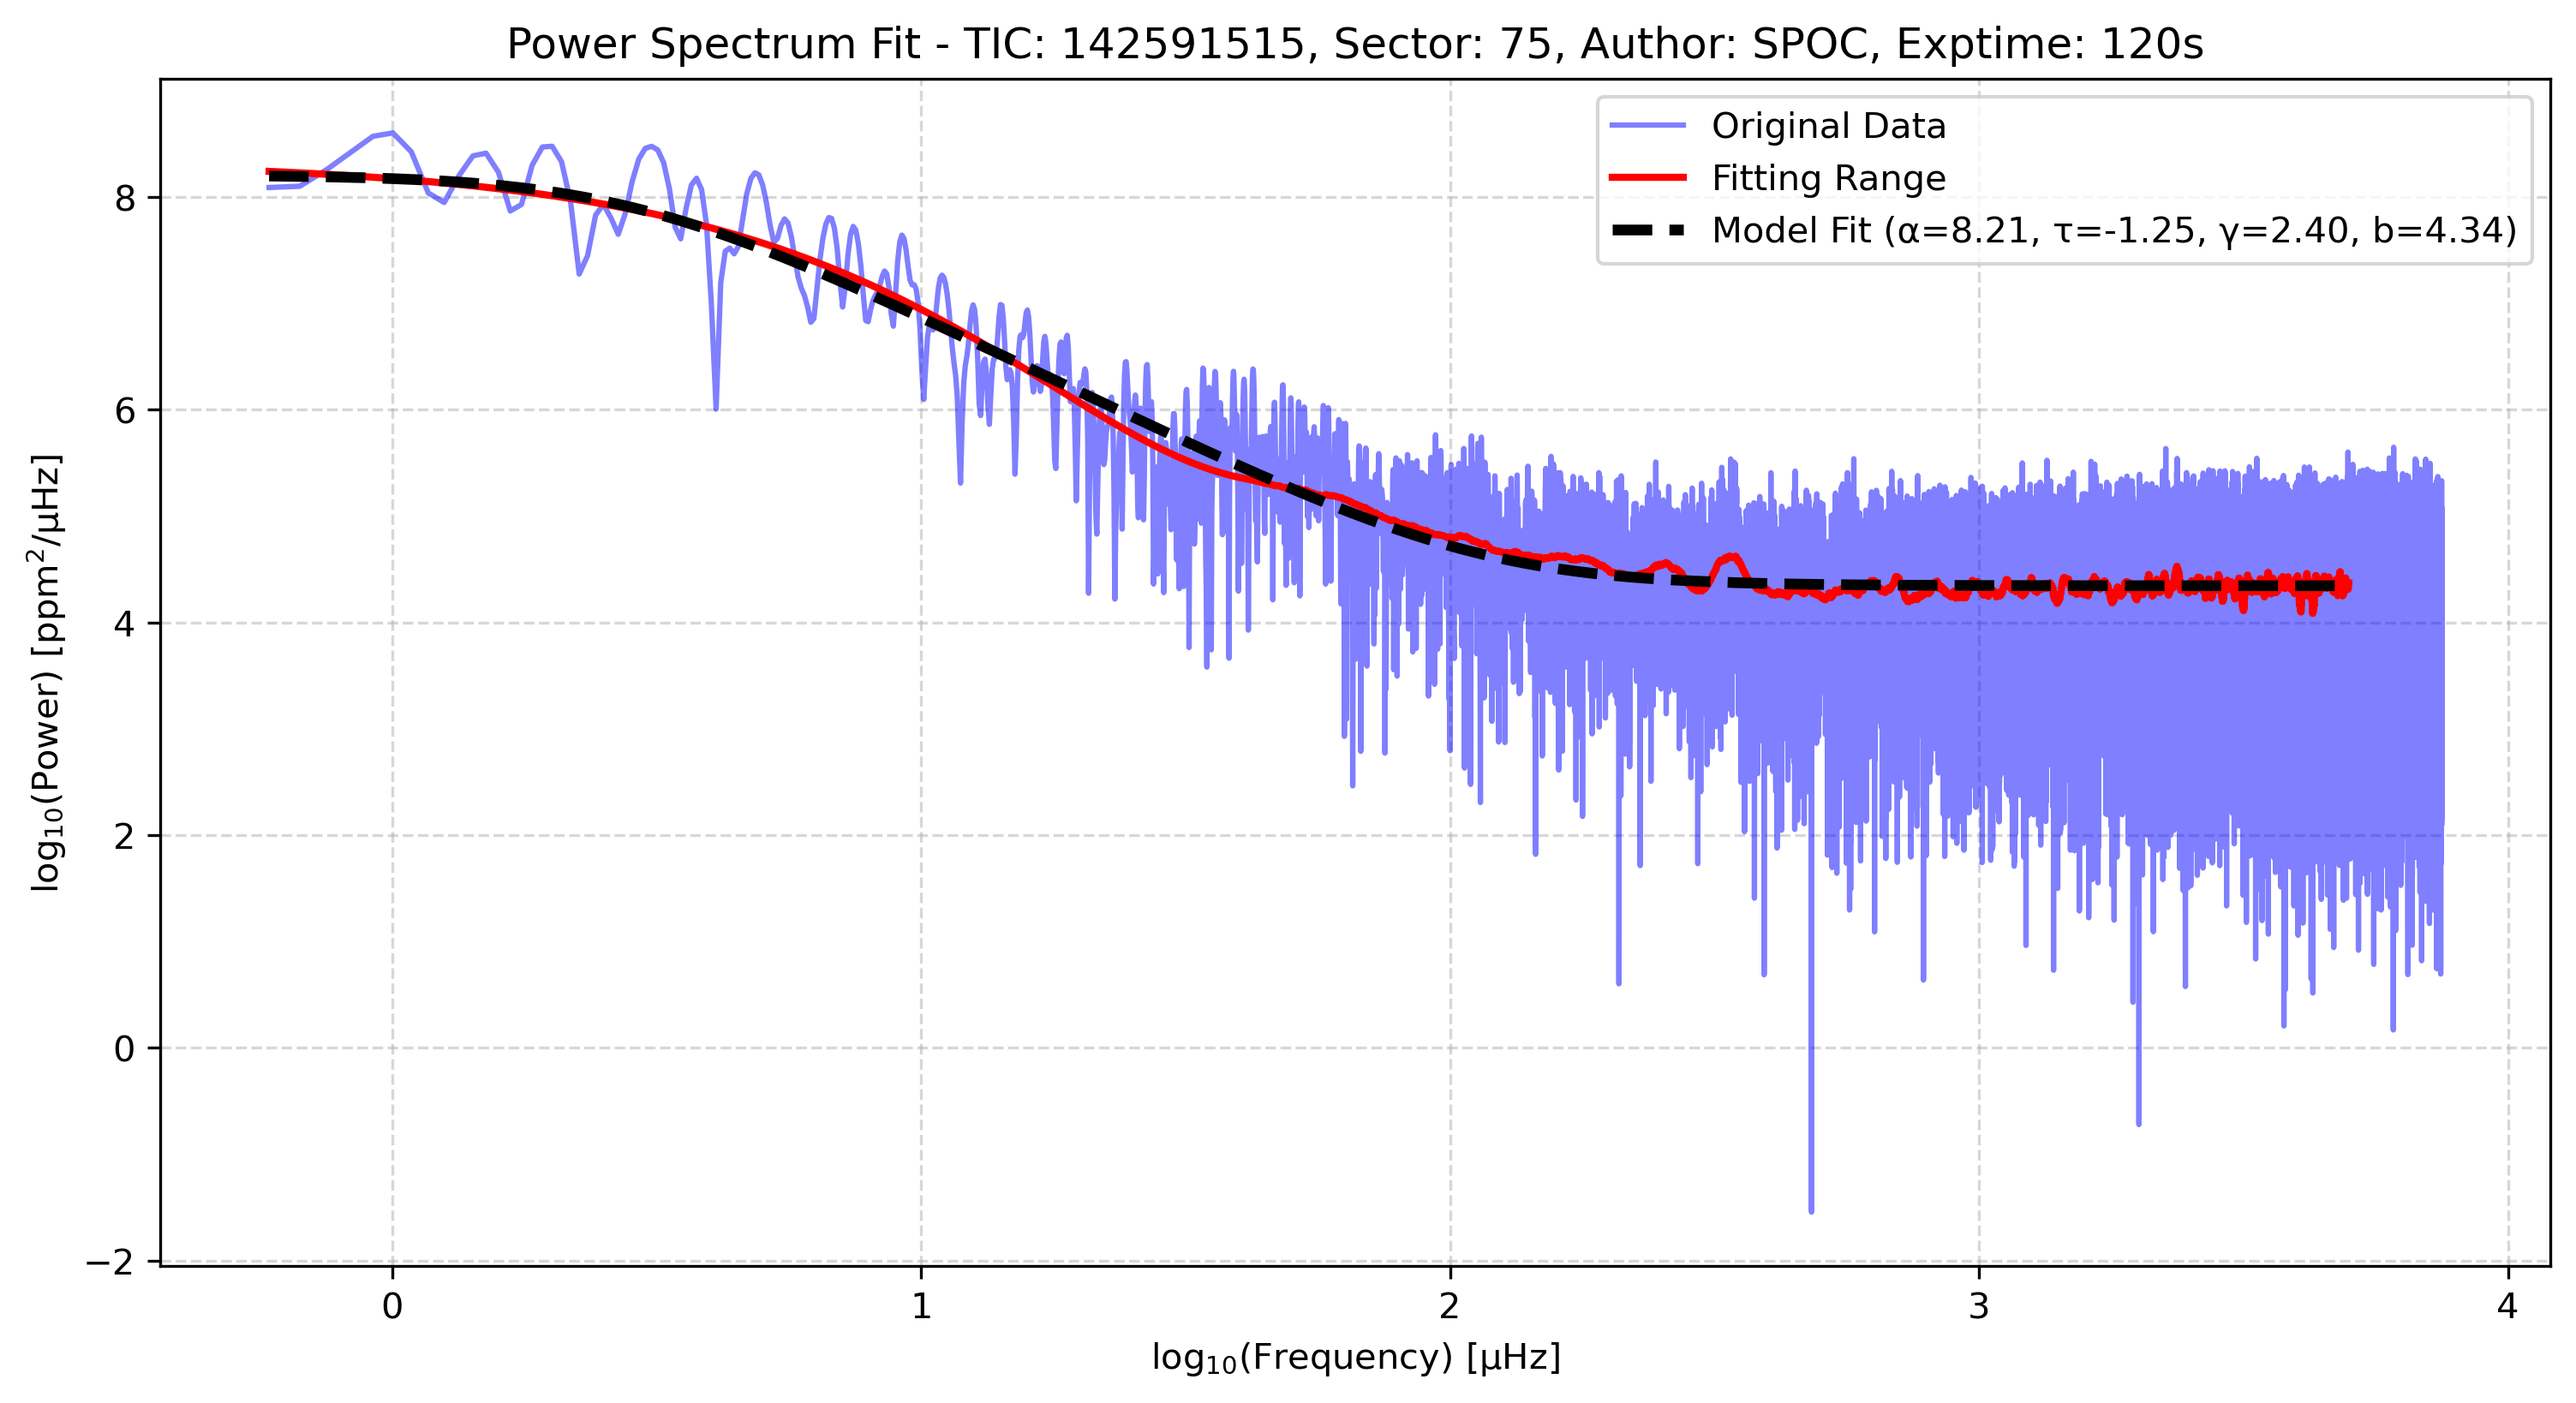 Power Spectrum Fit - TIC: 142591515, Sector: 75, Author: SPOC, Exptime: 120s
Original Data
Fitting Range
Model Fit (α=8.21, τ=-1.25, γ=2.40, b=4.34)
log₁₀(Power) [ppm²/μHz]
8
6
4
2
0
−2
0 1 2 3 4
log₁₀(Frequency) [μHz]